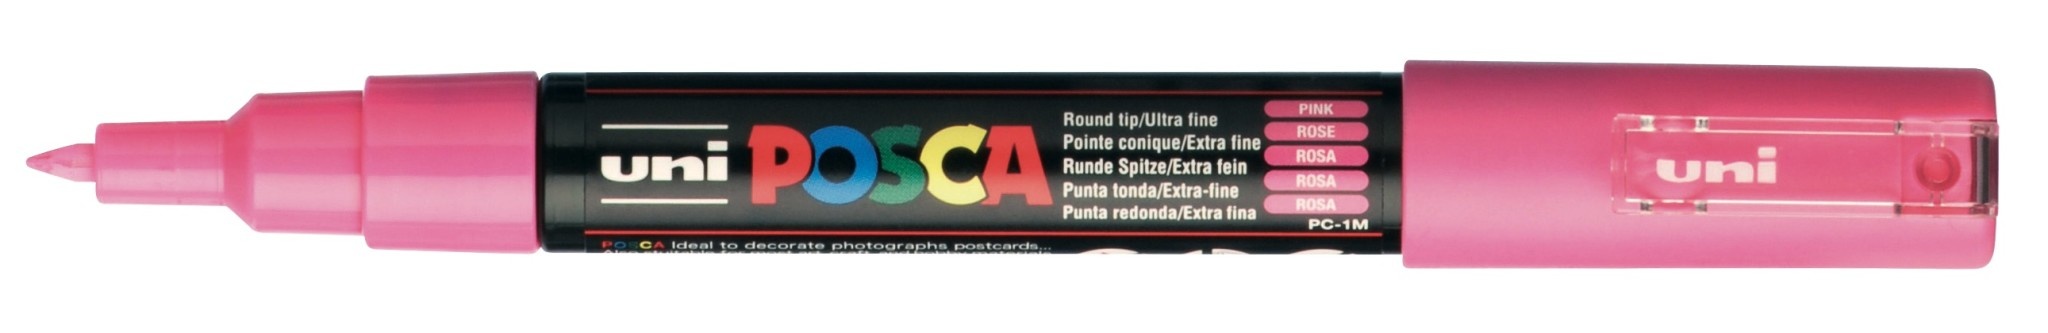 uni POSCA
Round tip/Ultra fine PINK
Pointe conique/Extra fine ROSE
Runde Spitze/Extra fein ROSA
Punta tonda/Extra-fine ROSA
Punta redonda/Extra fina ROSA
PC-1M
POSCA Ideal to decorate photographs postcards...
uni